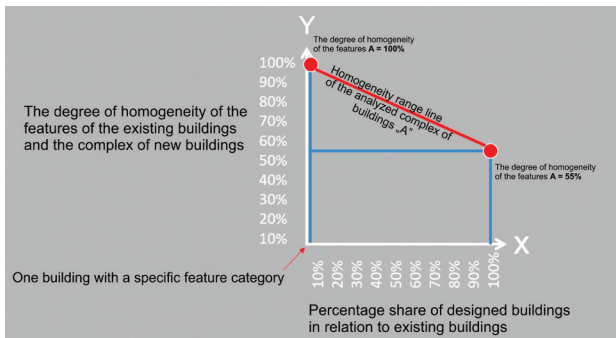 Y
The degree of homogeneity
of the features A = 100%
100%
90%
80%
70%
60%
50%
40%
30%
20%
10%
Homogeneity range line
of the analyzed complex of
buildings „A”
The degree of homogeneity of the
features of the existing buildings
and the complex of new buildings
The degree of homogeneity
of the features A = 55%
X
One building with a specific feature category
10%
20%
30%
40%
50%
60%
70%
80%
90%
100%
Percentage share of designed buildings
in relation to existing buildings